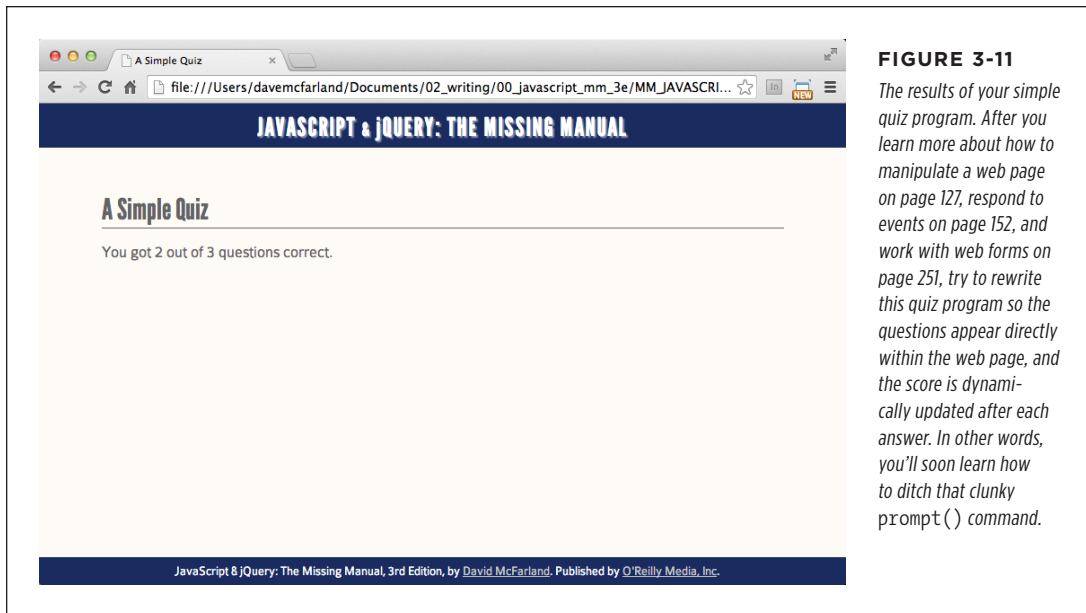 A Simple Quiz
file:///Users/davemcfarland/Documents/02_writing/00_javascript_mm_3e/MM_JAVASCRI...
In
NEW
JAVASCRIPT & jQUERY: THE MISSING MANUAL
A Simple Quiz
You got 2 out of 3 questions correct.
JavaScript & jQuery: The Missing Manual, 3rd Edition, by David McFarland. Published by O'Reilly Media, Inc.
FIGURE 3-11
The results of your simple
quiz program. After you
learn more about how to
manipulate a web page
on page 127, respond to
events on page 152, and
work with web forms on
page 251, try to rewrite
this quiz program so the
questions appear directly
within the web page, and
the score is dynami-
cally updated after each
answer. In other words,
you'll soon learn how
to ditch that clunky
prompt() command.